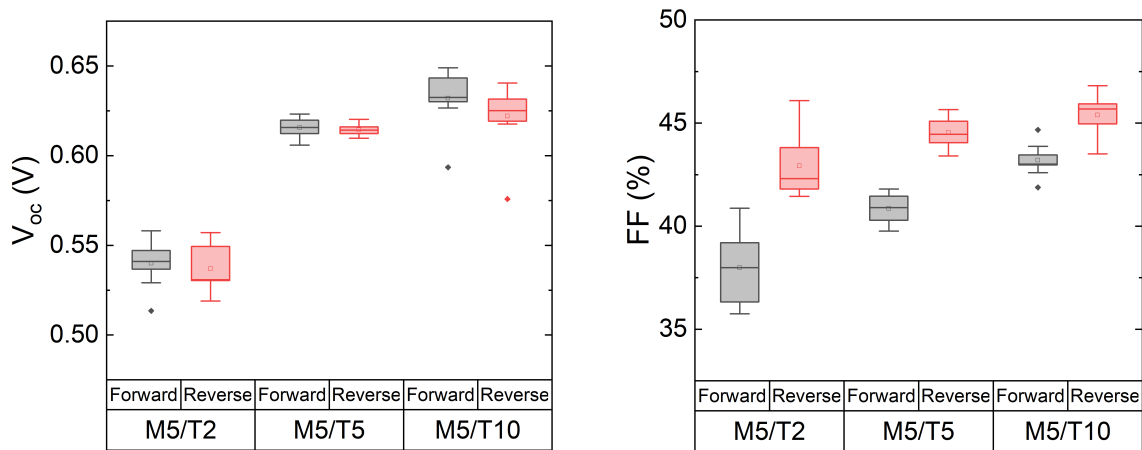 V_oc (V)
0.65
0.60
0.55
0.50
Forward Reverse Forward Reverse Forward Reverse
M5/T2 M5/T5 M5/T10
FF (%)
50
45
40
35
Forward Reverse Forward Reverse Forward Reverse
M5/T2 M5/T5 M5/T10